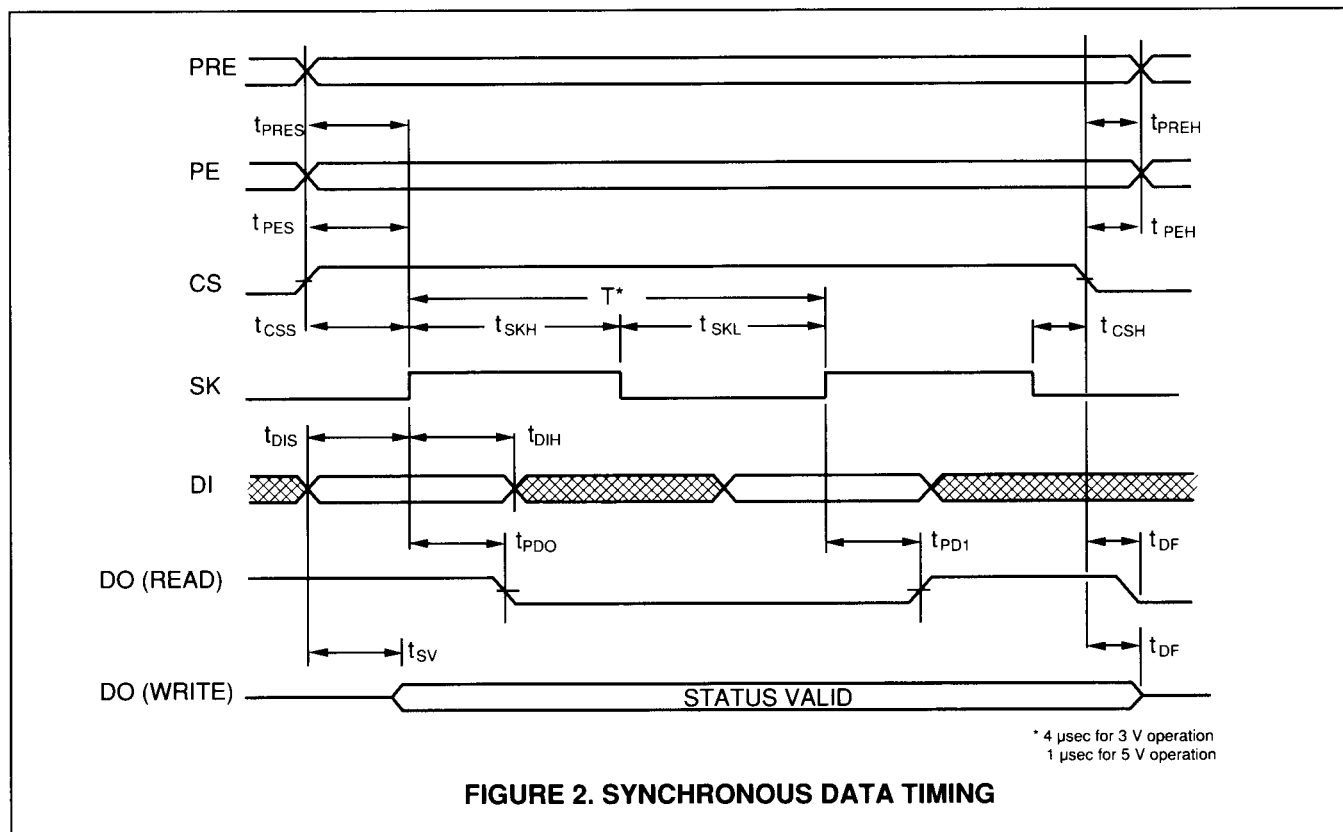 PRE
tPRES
tPREH
PE
tPES
tPEH
CS
T*
tCSS
tSKH
tSKL
tCSH
SK
tDIS
tDIH
DI
tPDO
tPD1
tDF
DO (READ)
tSV
tDF
DO (WRITE)
STATUS VALID
* 4 µsec for 3 V operation
1 µsec for 5 V operation
FIGURE 2. SYNCHRONOUS DATA TIMING